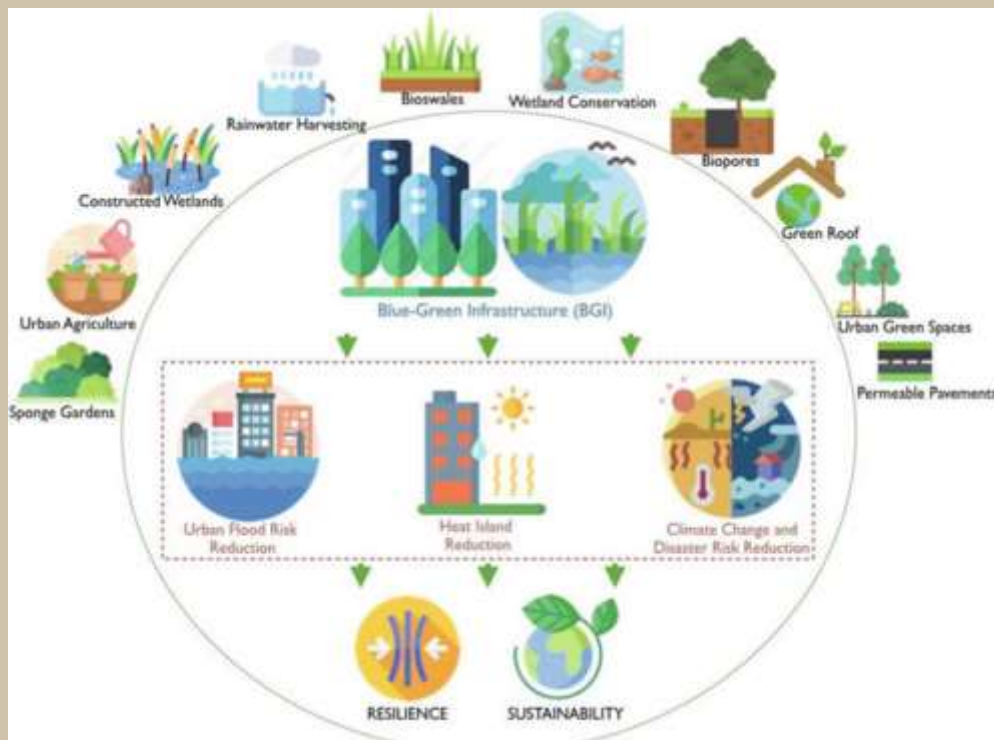 Bioswales
Wetland Conservation
Rainwater Harvesting
Biopores
Constructed Wetlands
Green Roof
Urban Agriculture
Urban Green Spaces
Sponge Gardens
Permeable Pavements
Blue-Green Infrastructure (BGI)
Urban Flood Risk
Reduction
Heat Island
Reduction
Climate Change and
Disaster Risk Reduction
RESILIENCE
SUSTAINABILITY